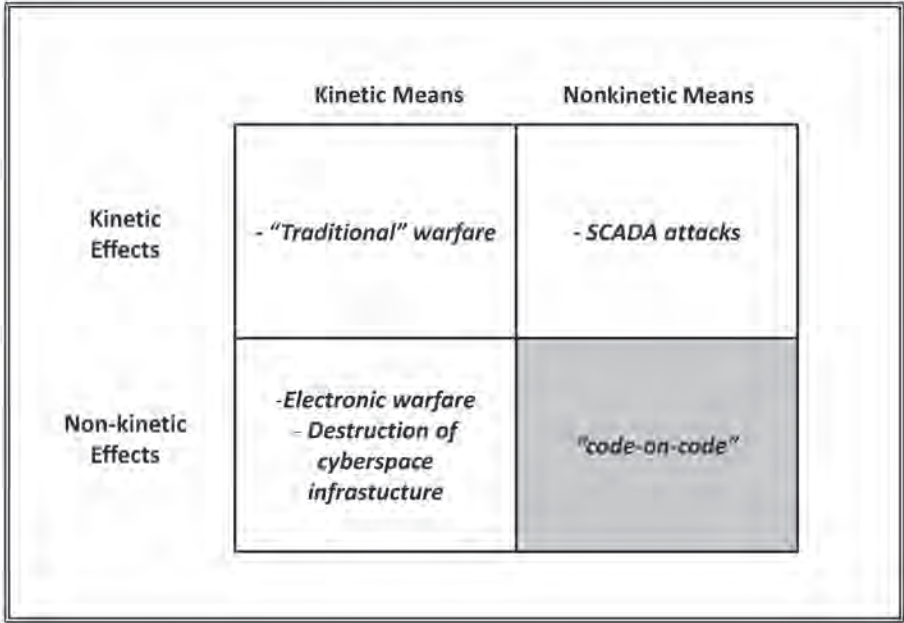 Kinetic Means
Nonkinetic Means
Kinetic
Effects
- “Traditional” warfare
- SCADA attacks
Non-kinetic
Effects
-Electronic warfare
- Destruction of
cyberspace
infrastucture
"code-on-code"